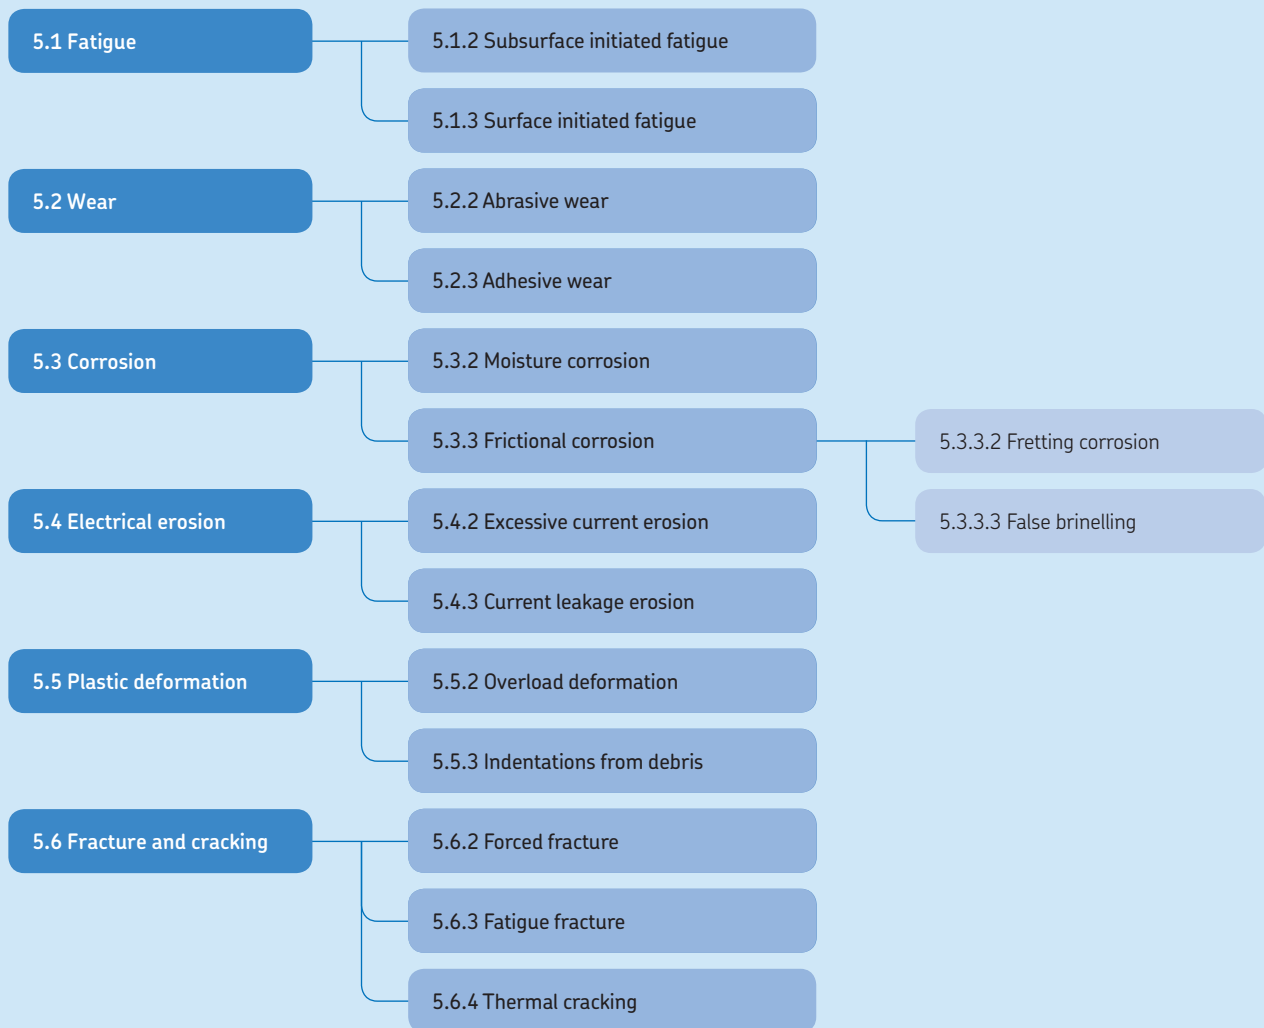 5.1 Fatigue
5.1.2 Subsurface initiated fatigue
5.1.3 Surface initiated fatigue
5.2 Wear
5.2.2 Abrasive wear
5.2.3 Adhesive wear
5.3 Corrosion
5.3.2 Moisture corrosion
5.3.3 Frictional corrosion
5.3.3.2 Fretting corrosion
5.3.3.3 False brinelling
5.4 Electrical erosion
5.4.2 Excessive current erosion
5.4.3 Current leakage erosion
5.5 Plastic deformation
5.5.2 Overload deformation
5.5.3 Indentations from debris
5.6 Fracture and cracking
5.6.2 Forced fracture
5.6.3 Fatigue fracture
5.6.4 Thermal cracking